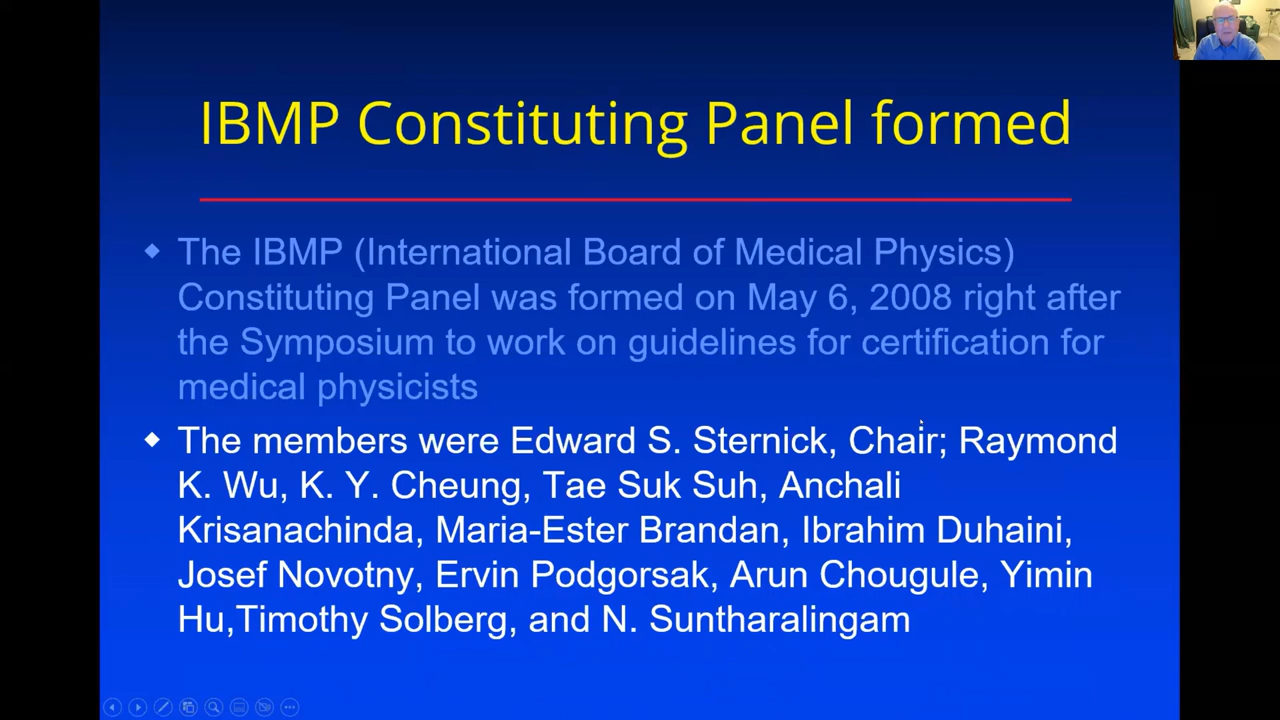 IBMP Constituting Panel formed
The IBMP (International Board of Medical Physics)
Constituting Panel was formed on May 6, 2008 right after
the Symposium to work on guidelines for certification for
medical physicists
The members were Edward S. Sternick, Chair; Raymond
K. Wu, K. Y. Cheung, Tae Suk Suh, Anchali
Krisanachinda, Maria-Ester Brandan, Ibrahim Duhaini,
Josef Novotny, Ervin Podgorsak, Arun Chougule, Yimin
Hu,Timothy Solberg, and N. Suntharalingam